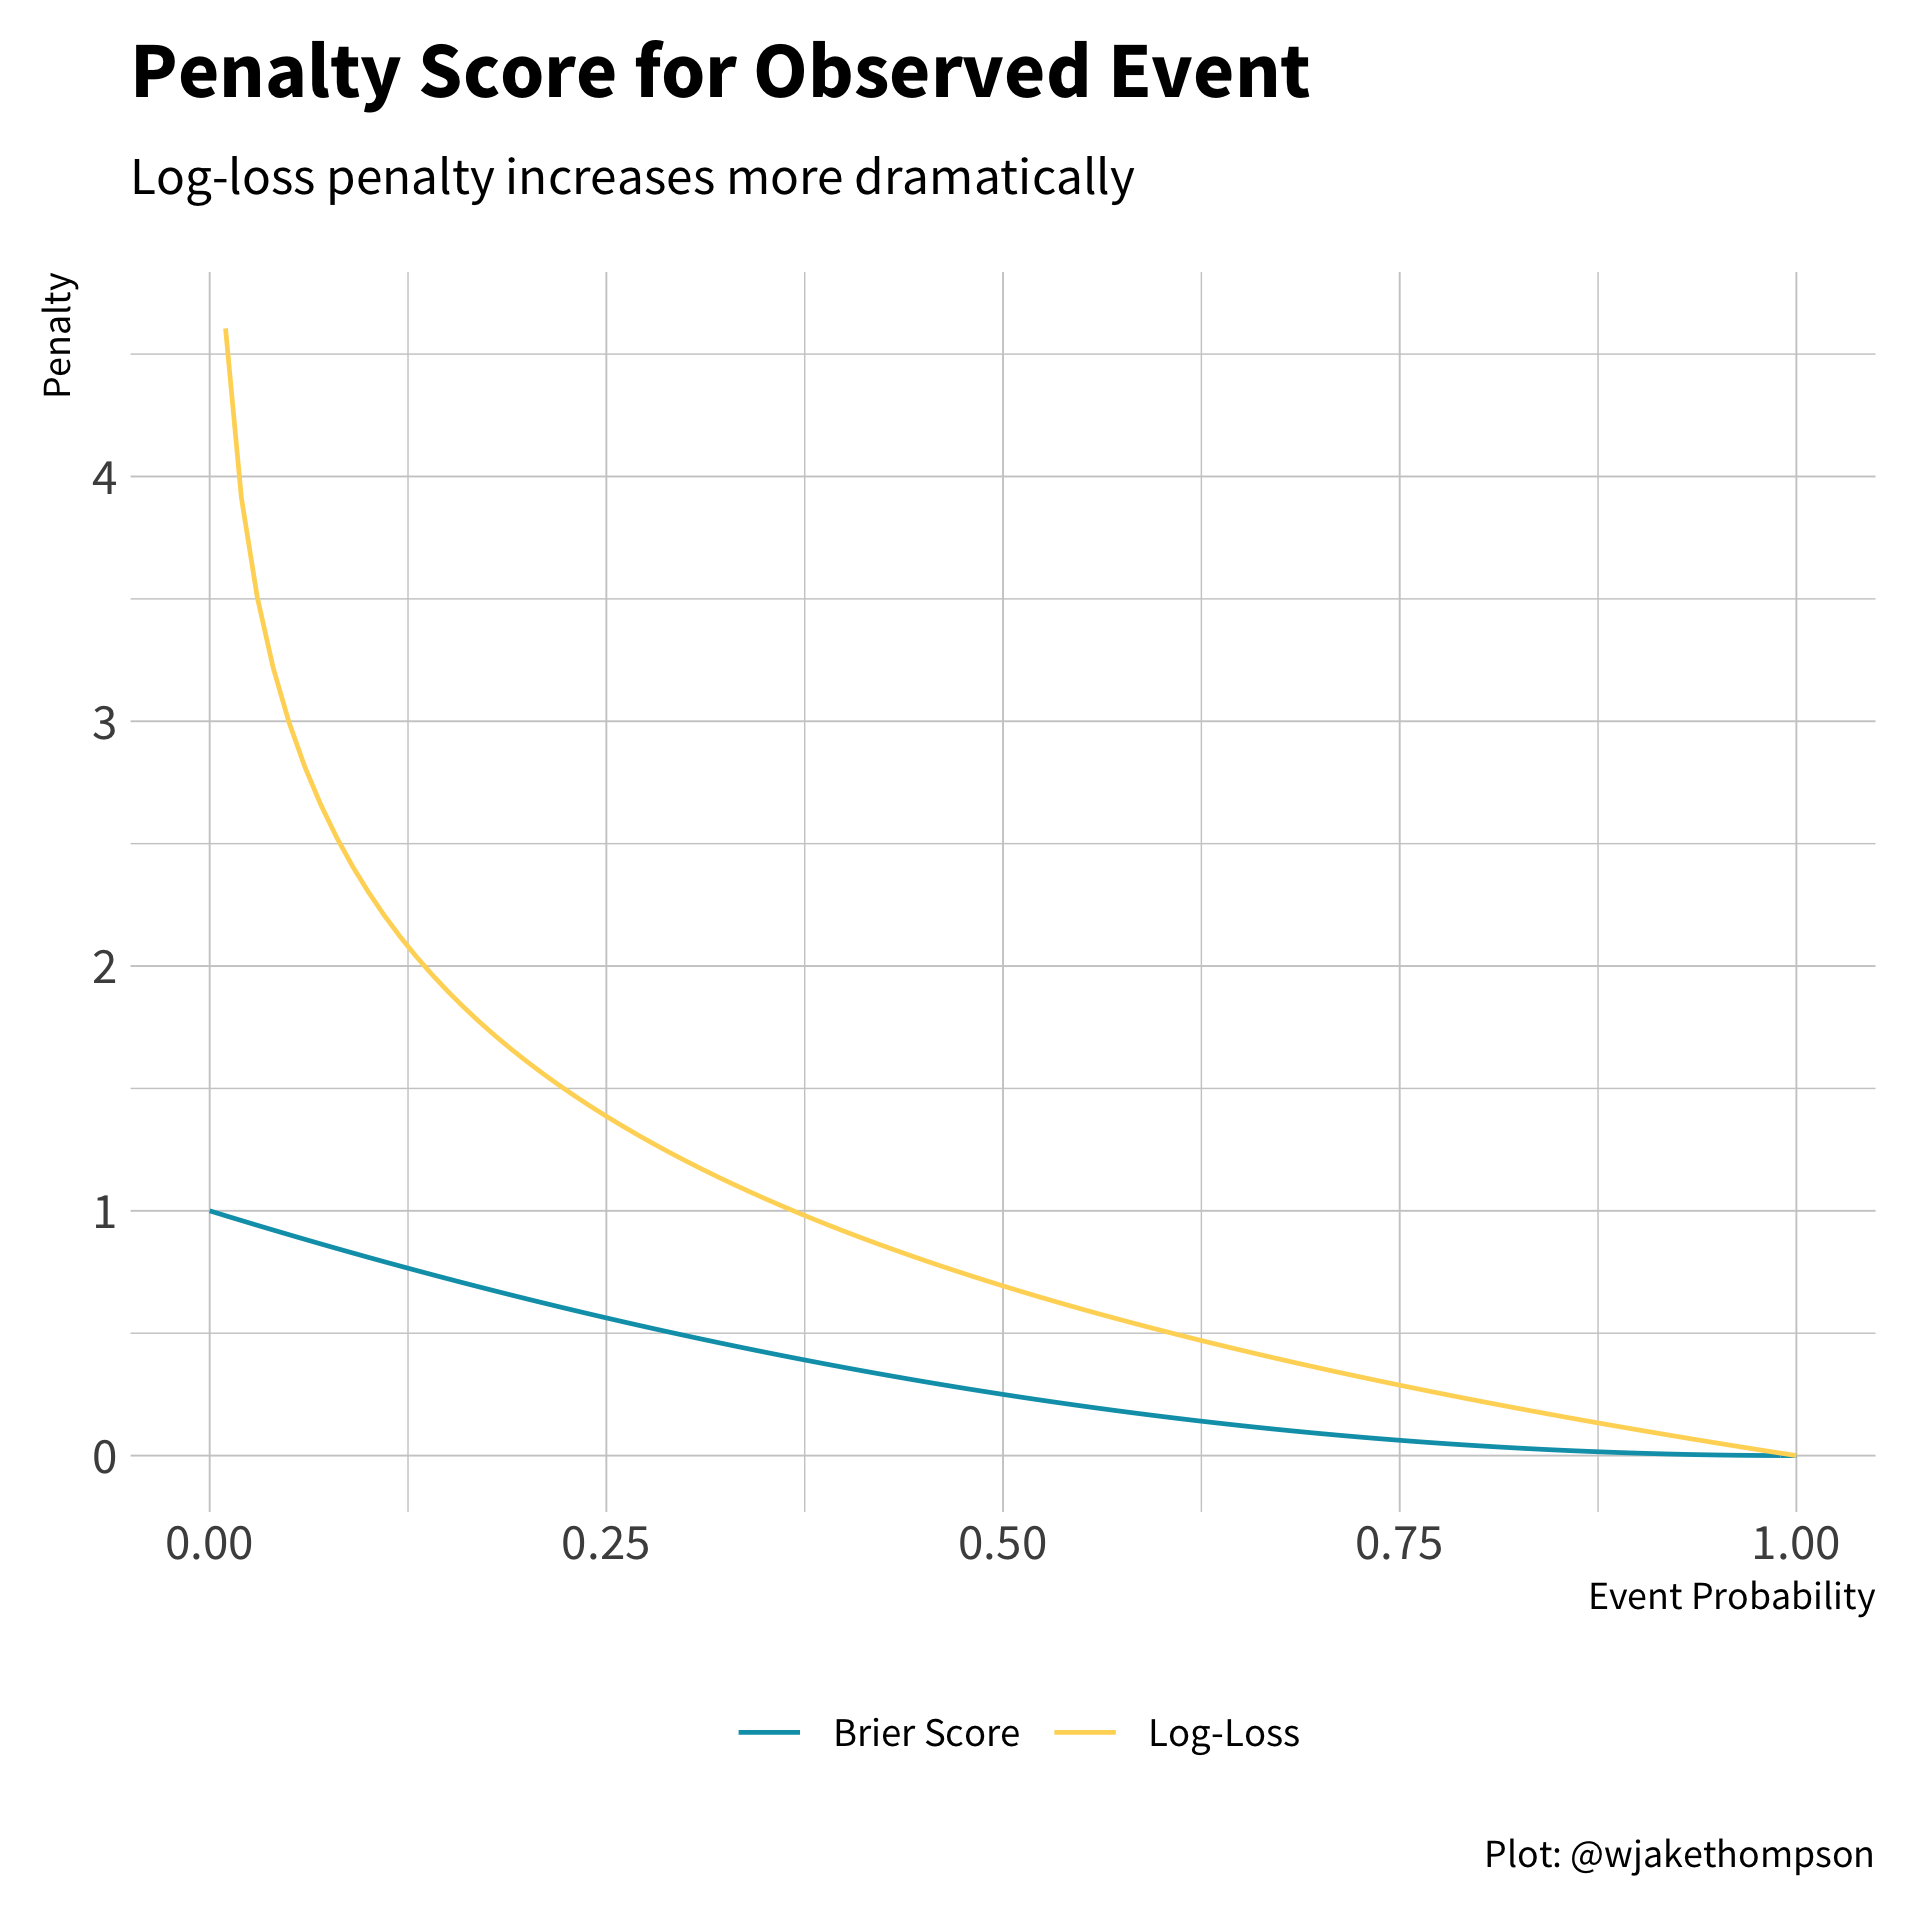 Penalty Score for Observed Event
Log-loss penalty increases more dramatically
Penalty
4
3
2
1
0
0.00 0.25 0.50 0.75 1.00
Event Probability
Brier Score Log-Loss
Plot: @wjakethompson